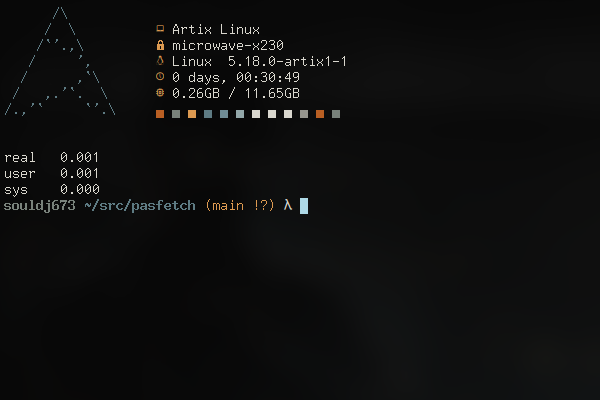 Artix Linux
microwave-x230
Linux  5.18.0-artix1-1
0 days, 00:30:49
0.26GB / 11.65GB
real   0.001
user   0.001
sys    0.000
souldj673 ~/src/pasfetch (main !?) λ